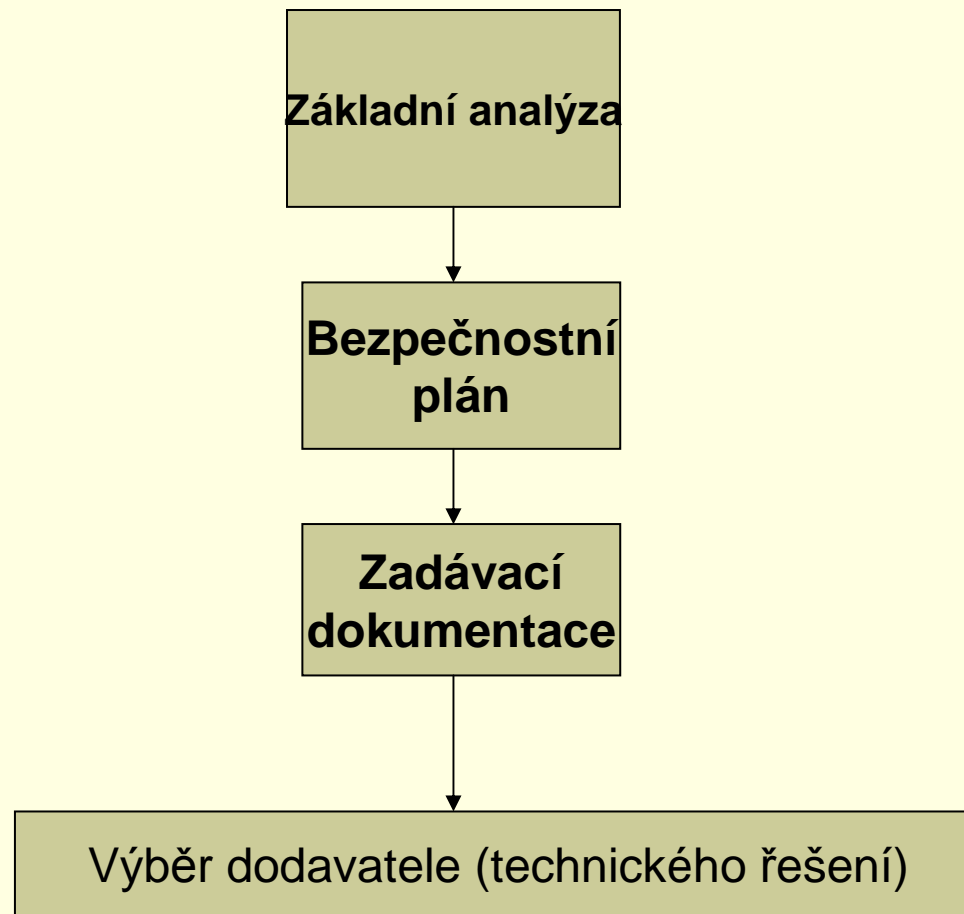 Základní analýza
Bezpečnostní
plán
Zadávací
dokumentace
Výběr dodavatele (technického řešení)